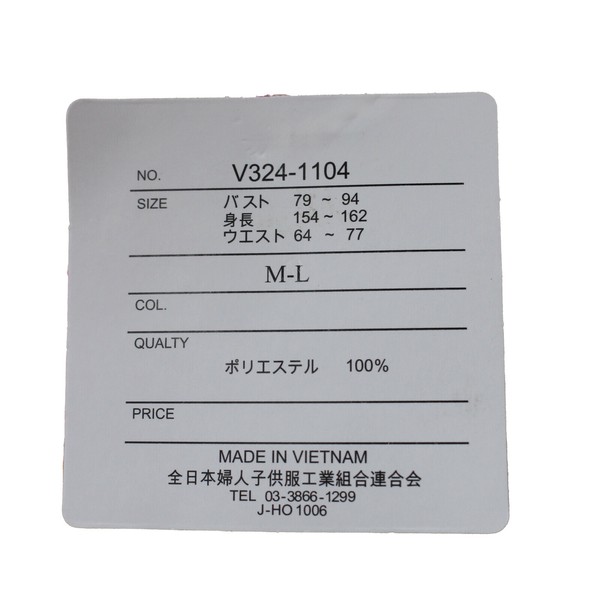 NO. V324-1104
SIZE バスト 79 ~ 94
身長 154~ 162
ウエスト 64 ~ 77
M-L
COL.
QUALTY
ポリエステル 100%
PRICE
MADE IN VIETNAM
全日本婦人子供服工業組合連合会
TEL 03-3866-1299
J-HO 1006